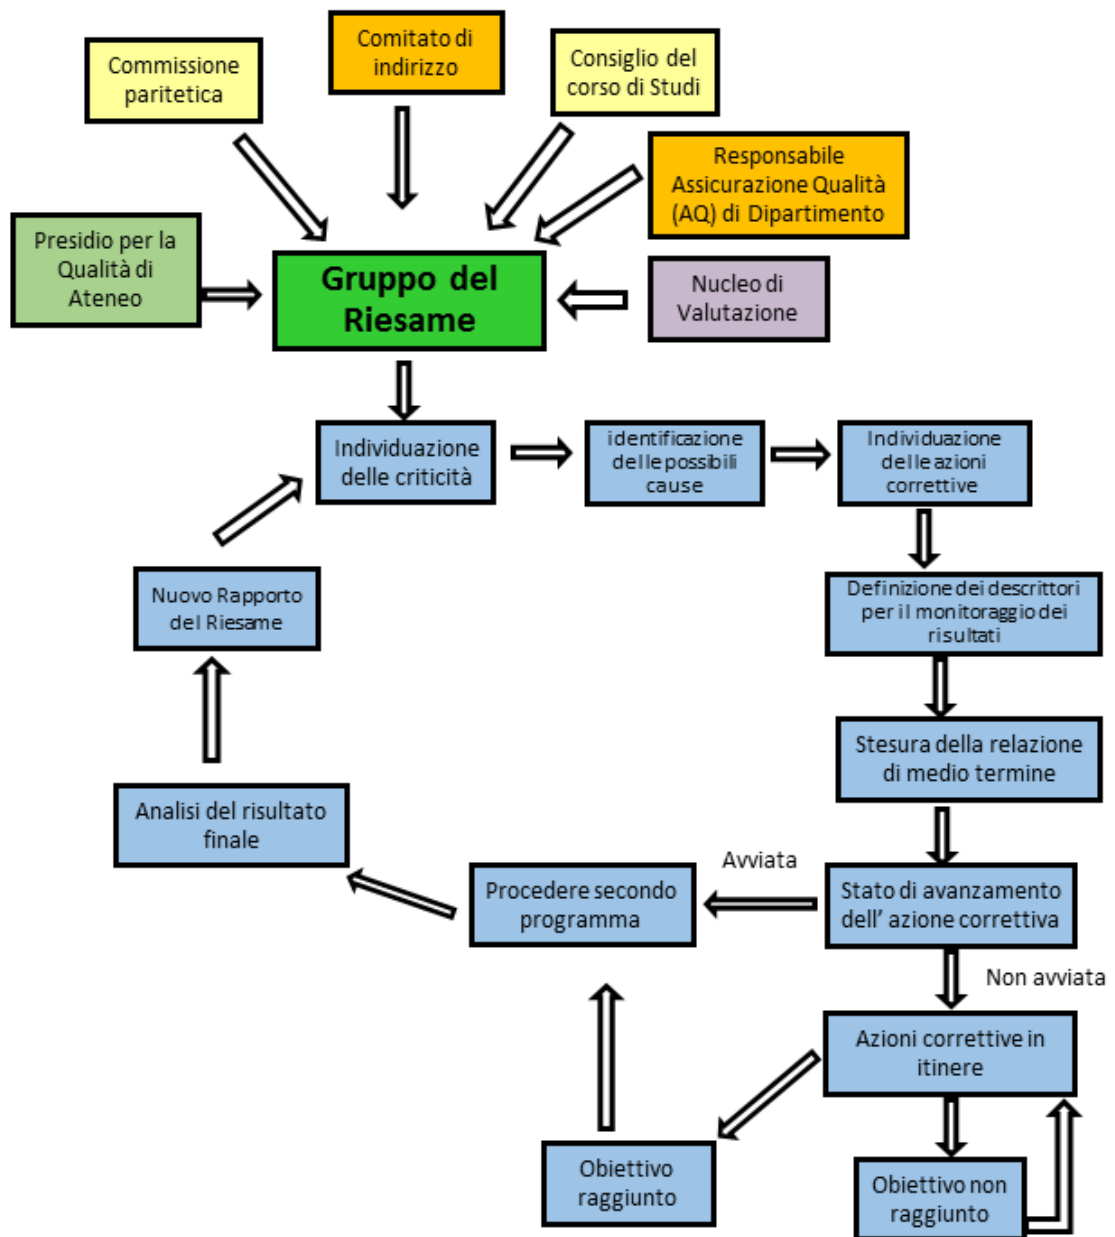 Commissione
paritetica
Comitato di
indirizzo
Consiglio del
corso di Studi
Responsabile
Assicurazione Qualità
(AQ) di Dipartimento
Presidio per la
Qualità di
Ateneo
Gruppo del
Riesame
Nucleo di
Valutazione
Individuazione
delle criticità
identificazione
delle possibili
cause
Individuazione
delle azioni
correttive
Nuovo Rapporto
del Riesame
Definizione dei descrittori
per il monitoraggio dei
risultati
Stesura della relazione
di medio termine
Analisi del risultato
finale
Avviata
Procedere secondo
programma
Stato di avanzamento
dell' azione correttiva
Non avviata
Azioni correttive in
itinere
Obiettivo
raggiunto
Obiettivo non
raggiunto